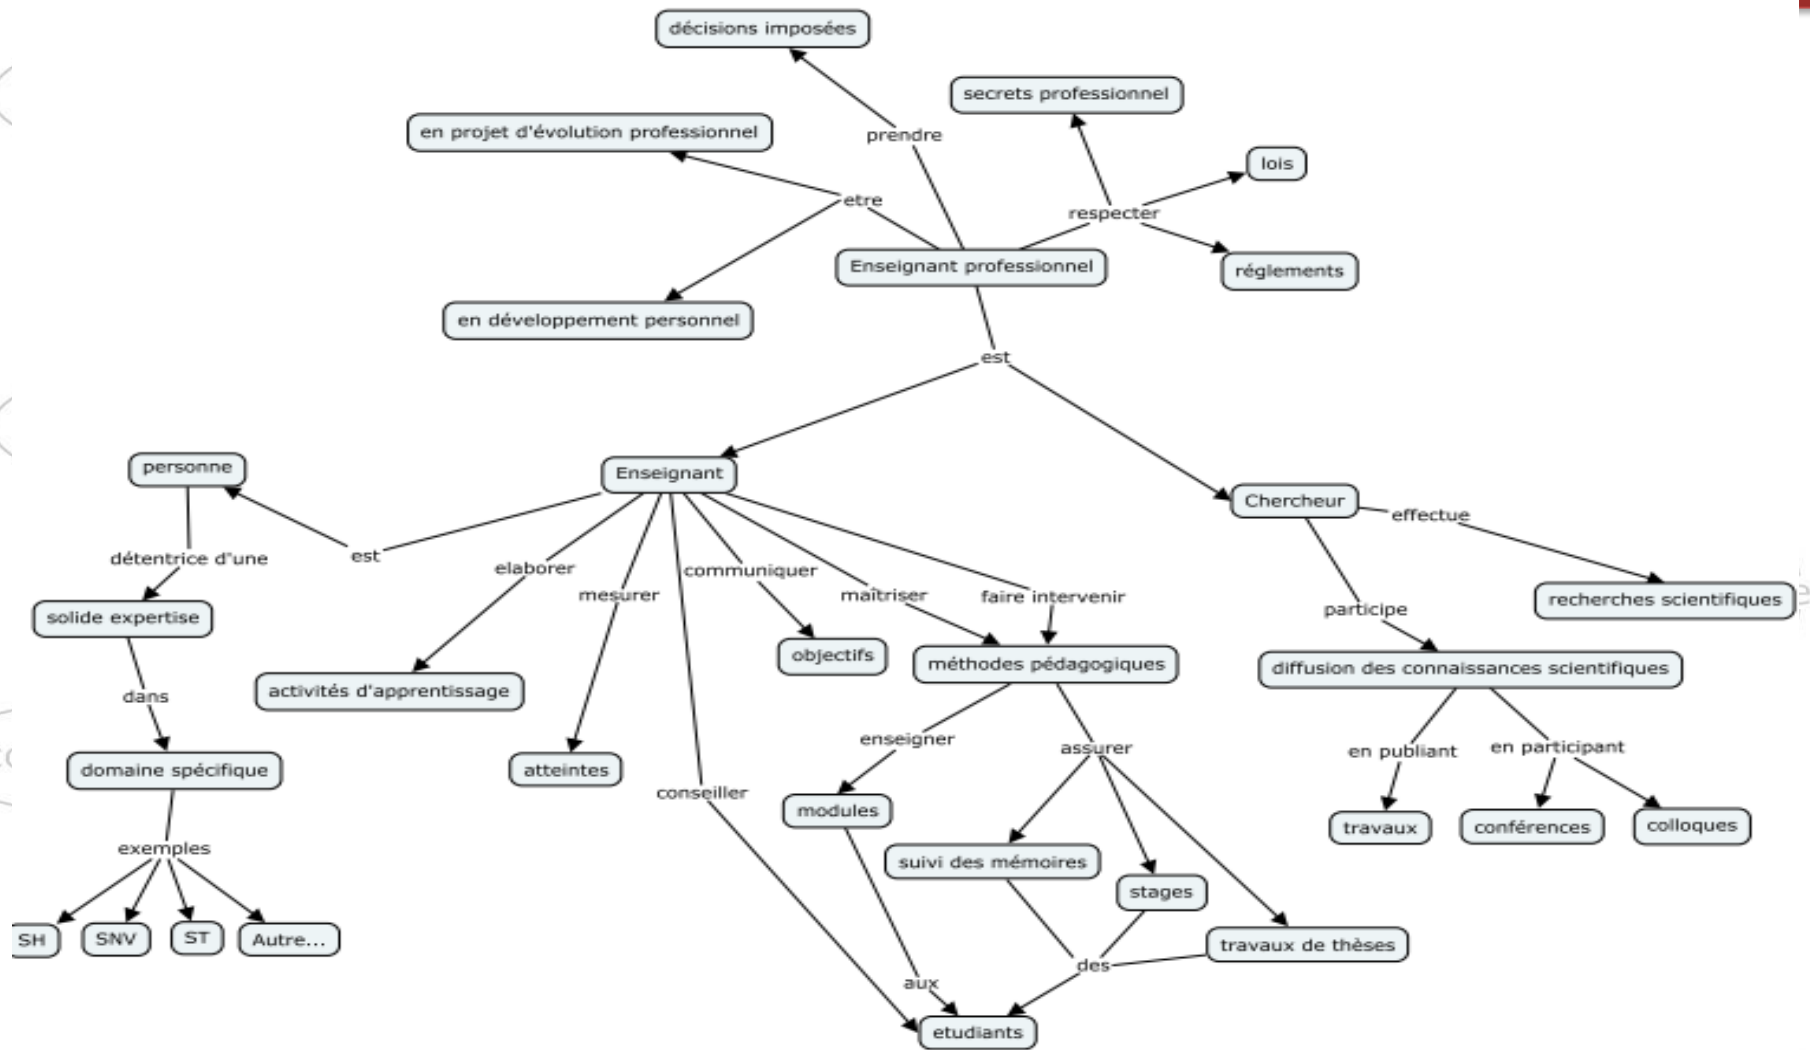 décisions imposées
secrets professionnel
en projet d'évolution professionnel
prendre
lois
etre
respecter
Enseignant professionnel
réglements
en développement personnel
est
personne
Enseignant
Chercheur
effectue
détentrice d'une
est
elaborer
communiquer
mesurer
maîtriser
faire intervenir
recherches scientifiques
participe
solide expertise
objectifs
méthodes pédagogiques
diffusion des connaissances scientifiques
activités d'apprentissage
dans
enseigner
assurer
en publiant
en participant
domaine spécifique
atteintes
conseiller
modules
travaux
conférences
colloques
exemples
suivi des mémoires
stages
SH
SNV
ST
Autre...
travaux de thèses
des
aux
etudiants